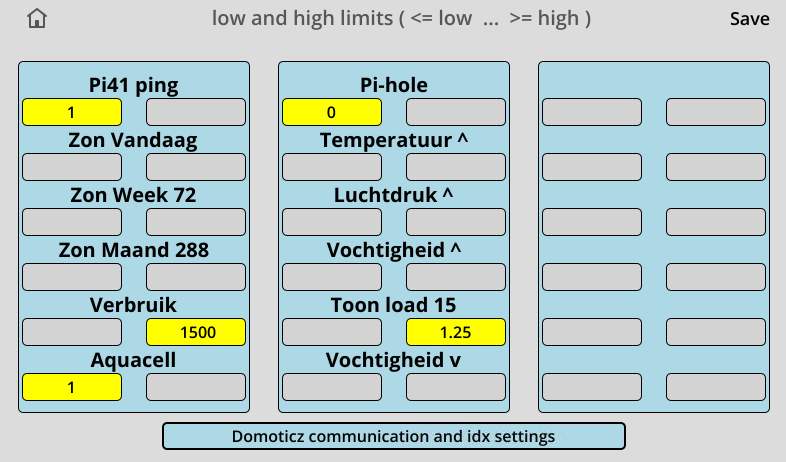 low and high limits ( <= low ... >= high )
Save
Pi41 ping
1
Zon Vandaag
Zon Week 72
Zon Maand 288
Verbruik
1500
Aquacell
1
Pi-hole
0
Temperatuur ^
Luchtdruk ^
Vochtigheid ^
Toon load 15
1.25
Vochtigheid v
Domoticz communication and idx settings